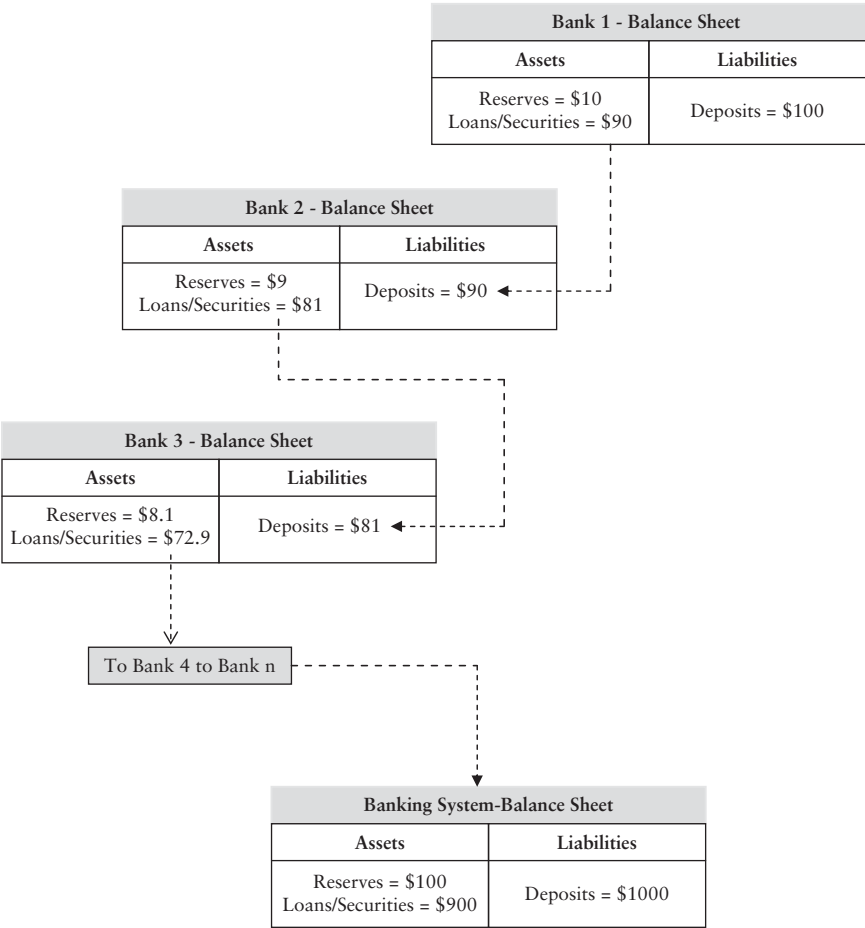 Bank 1 - Balance Sheet
Assets
Liabilities
Reserves = $10
Loans/Securities = $90
Deposits = $100
Bank 2 - Balance Sheet
Assets
Liabilities
Reserves = $9
Loans/Securities = $81
Deposits = $90
Bank 3 - Balance Sheet
Assets
Liabilities
Reserves = $8.1
Loans/Securities = $72.9
Deposits = $81
To Bank 4 to Bank n
Banking System-Balance Sheet
Assets
Liabilities
Reserves = $100
Loans/Securities = $900
Deposits = $1000